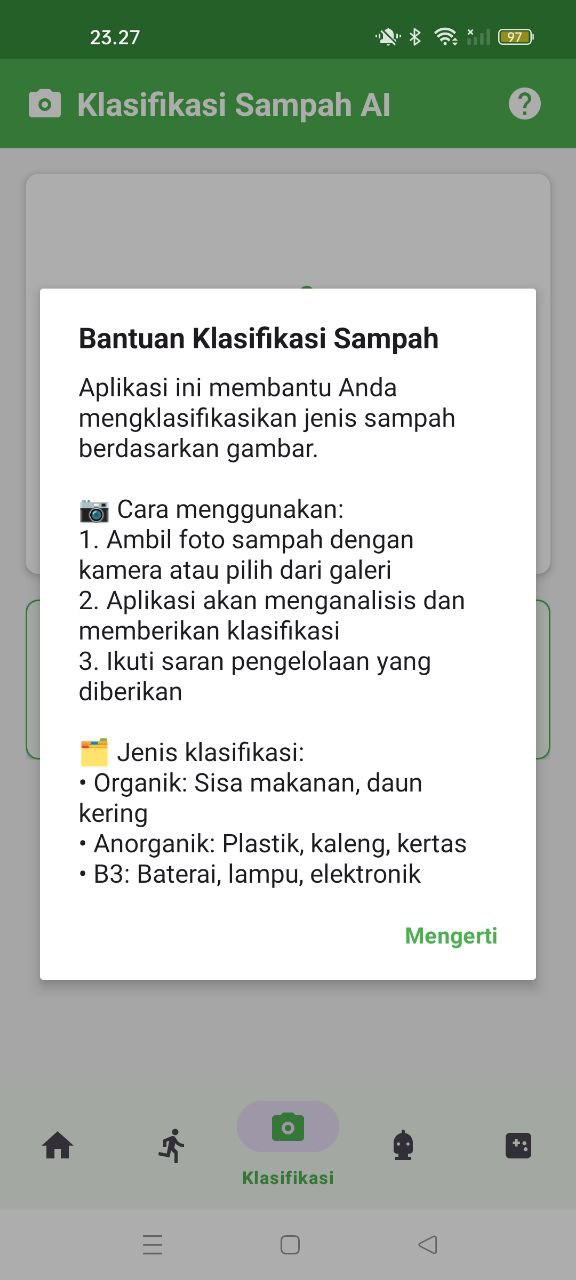 23.27
97
Klasifikasi Sampah AI
Bantuan Klasifikasi Sampah
Aplikasi ini membantu Anda
mengklasifikasikan jenis sampah
berdasarkan gambar.
📷 Cara menggunakan:
1. Ambil foto sampah dengan
kamera atau pilih dari galeri
2. Aplikasi akan menganalisis dan
memberikan klasifikasi
3. Ikuti saran pengelolaan yang
diberikan
🗂️ Jenis klasifikasi:
• Organik: Sisa makanan, daun
kering
• Anorganik: Plastik, kaleng, kertas
• B3: Baterai, lampu, elektronik
Mengerti
Klasifikasi